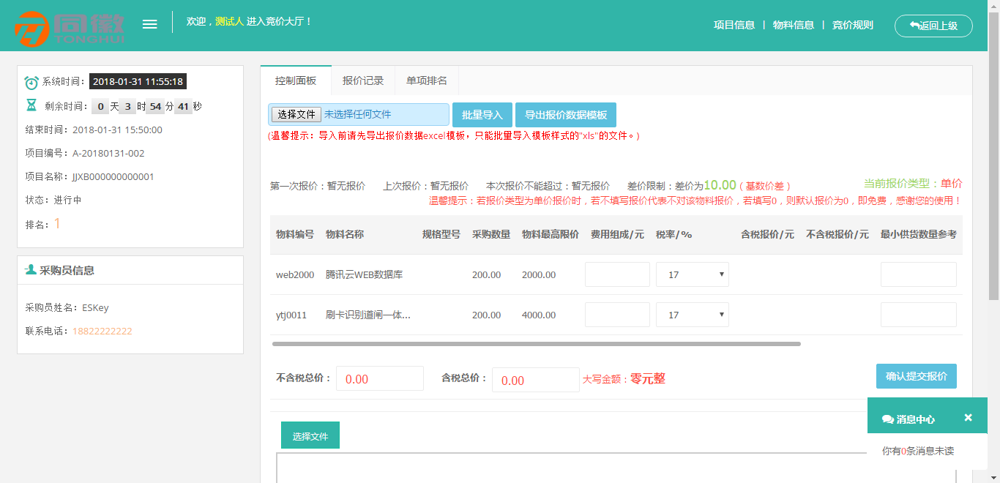 同徽
TONGHUI
欢迎，测试人 进入竞价大厅！
项目信息 | 物料信息 | 竞价规则
返回上级
系统时间： 2018-01-31 11:55:18
剩余时间： 0 天 3 时 54 分 41 秒
结束时间：2018-01-31 15:50:00
项目编号：A-20180131-002
项目名称：JJXB000000000001
状态：进行中
排名：1
采购员信息
采购员姓名：ESKey
联系电话：18822222222
控制面板 报价记录 单项排名
选择文件 未选择任何文件 批量导入 导出报价数据模板
(温馨提示：导入前请先导出报价数据excel模板，只能批量导入模板样式的"xls"的文件。)
第一次报价：暂无报价 上次报价：暂无报价 本次报价不能超过：暂无报价 差价限制：差价为10.00（基数价差） 当前报价类型：单价
温馨提示：若报价类型为单价报价时，若不填写报价代表不对该物料报价，若填写0，则默认报价为0，即免费，感谢您的使用！
物料编号 物料名称 规格型号 采购数量 物料最高限价 费用组成/元 税率/% 含税报价/元 不含税报价/元 最小供货数量参考
web2000 腾讯云WEB数据库 200.00 2000.00 17
ytj0011 刷卡识别道闸一体... 200.00 4000.00 17
不含税总价： 0.00 含税总价： 0.00 大写金额：零元整
确认提交报价
选择文件
消息中心
你有0条消息未读